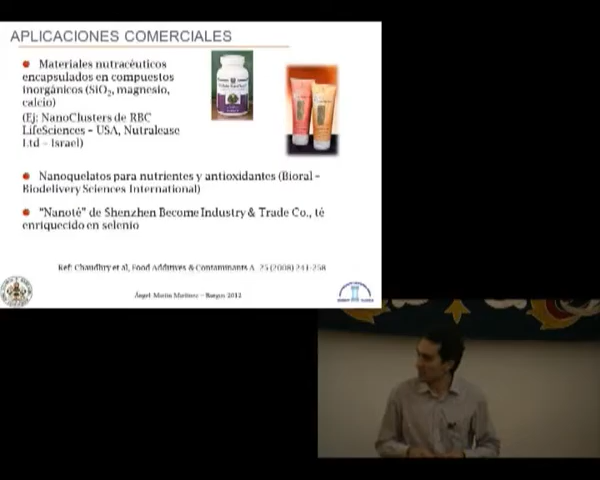 APLICACIONES COMERCIALES
Materiales nutracéuticos
encapsulados en compuestos
inorgánicos (SiO₂, magnesio,
calcio)
(Ej: NanoClusters de RBC
LifeSciences – USA, Nutralease
Ltd – Israel)
Nanoquelatos para nutrientes y antioxidantes (Bioral –
Biodelivery Sciences International)
"Nanoté" de Shenzhen Become Industry & Trade Co., té
enriquecido en selenio
Ref: Chaudhry et al, Food Additives & Contaminants A 25 (2008) 241-258
Ángel Martín Martínez – Burgos 2012